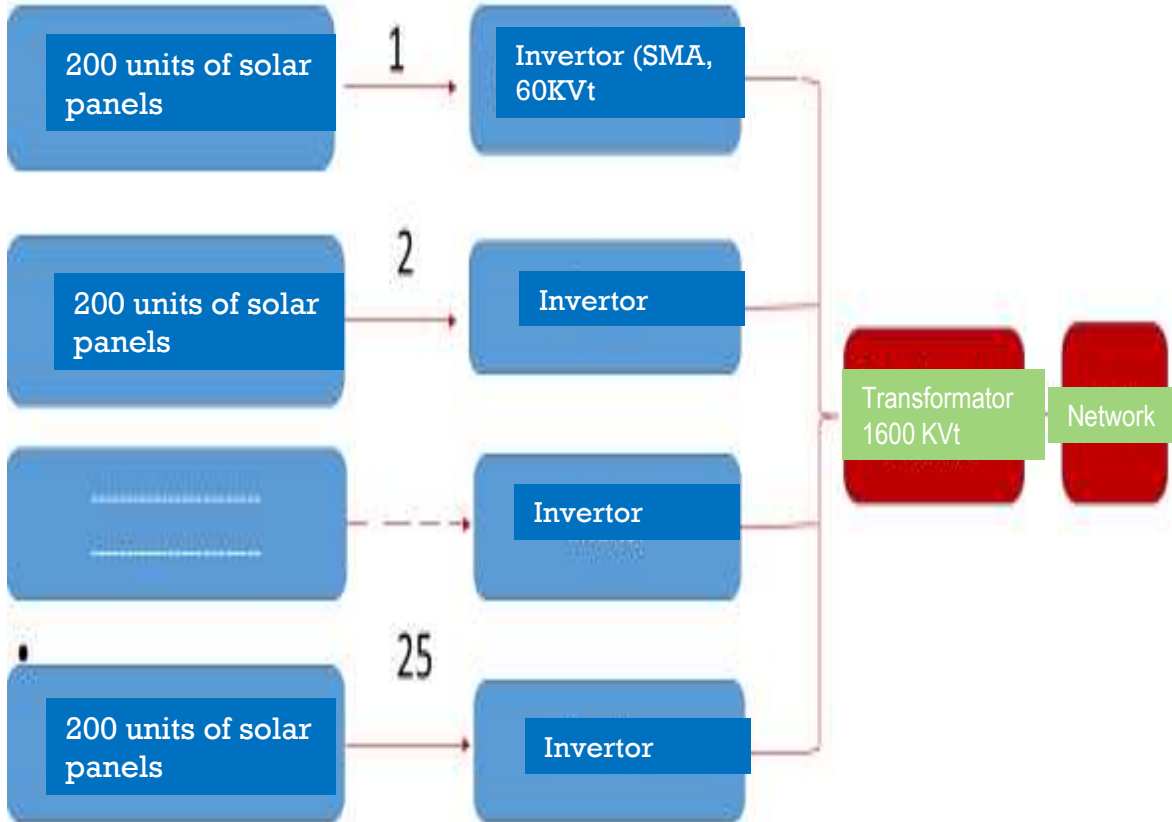 200 units of solar
panels
1
Invertor (SMA,
60KVt
200 units of solar
panels
2
Invertor
Transformator
1600 KVt
Network
Invertor
25
200 units of solar
panels
Invertor